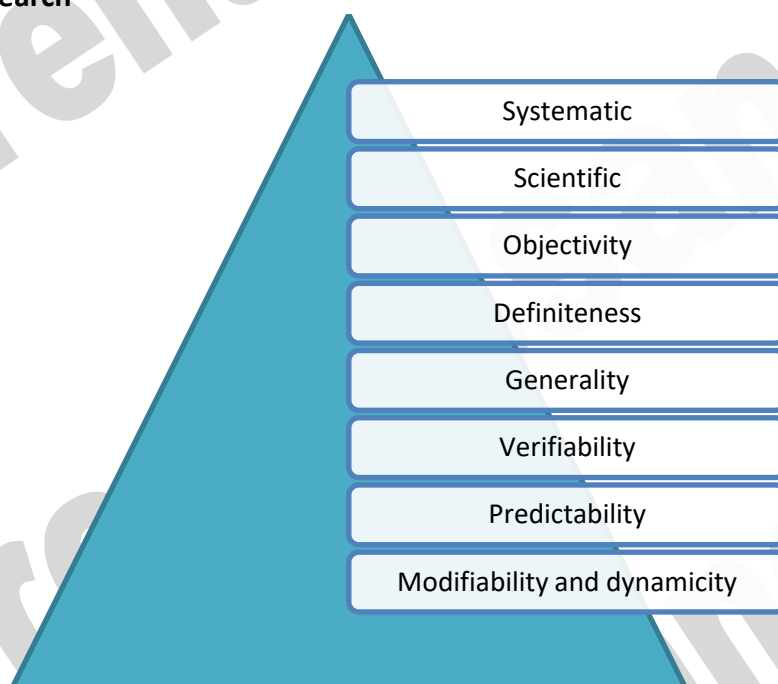 Systematic
Scientific
Objectivity
Definiteness
Generality
Verifiability
Predictability
Modifiability and dynamicity